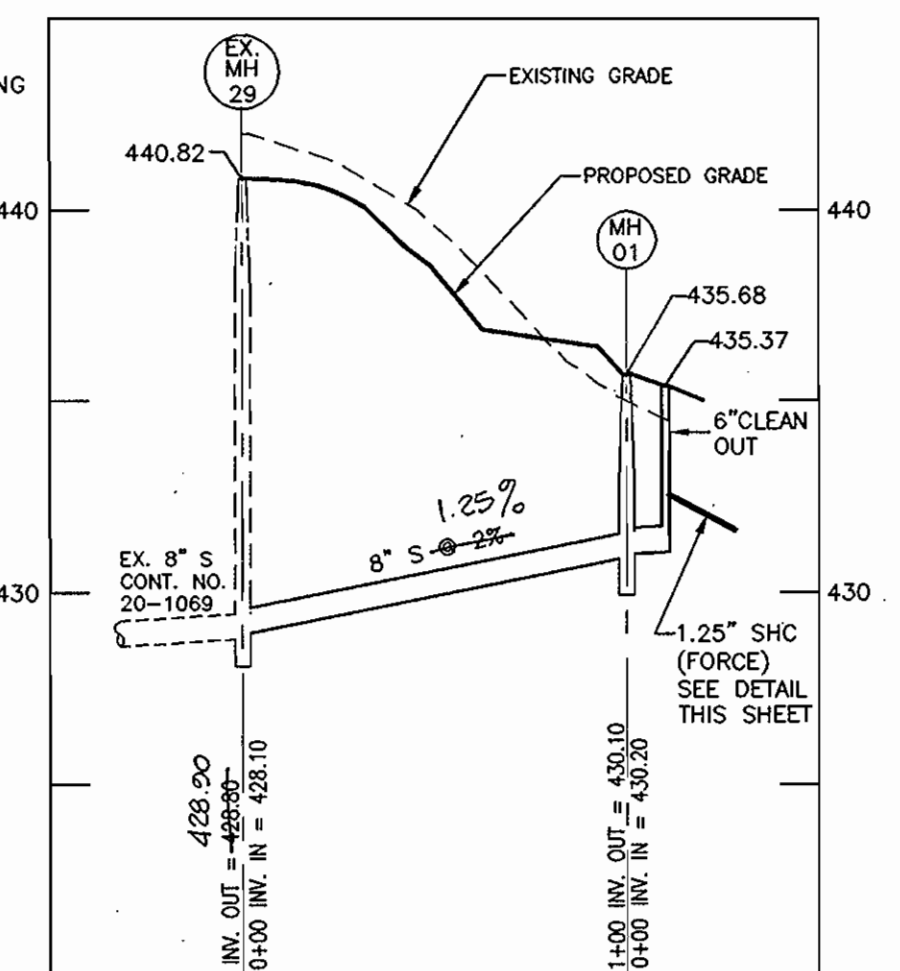 NG
EX.
MH
29
EXISTING GRADE
440.82
PROPOSED GRADE
440
440
MH
01
435.68
435.37
6" CLEAN
OUT
1.25%
8" S @ 2%
EX. 8" S
CONT. NO.
20-1069
430
430
1.25" SHC
(FORCE)
SEE DETAIL
THIS SHEET
428.90
INV. OUT = 428.80
0+00 INV. IN = 428.10
1+00 INV. OUT = 430.10
0+00 INV. IN = 430.20